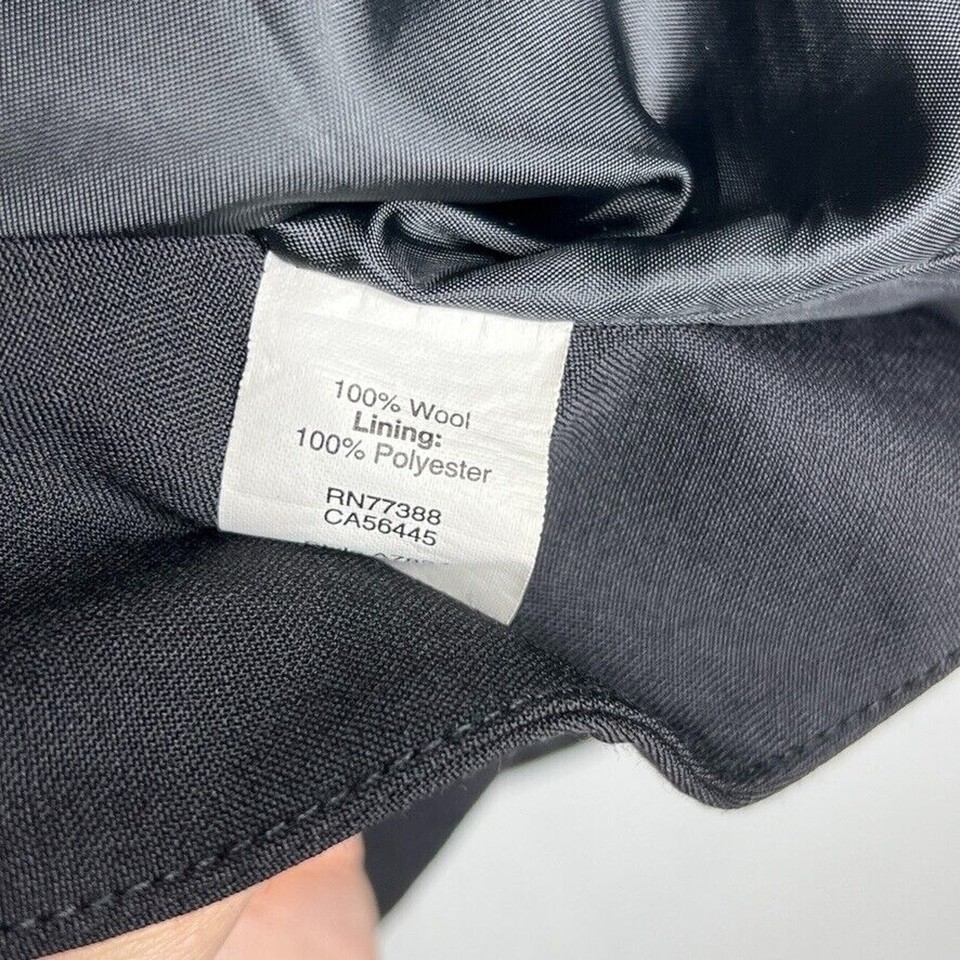 100% Wool
Lining:
100% Polyester
RN77388
CA56445